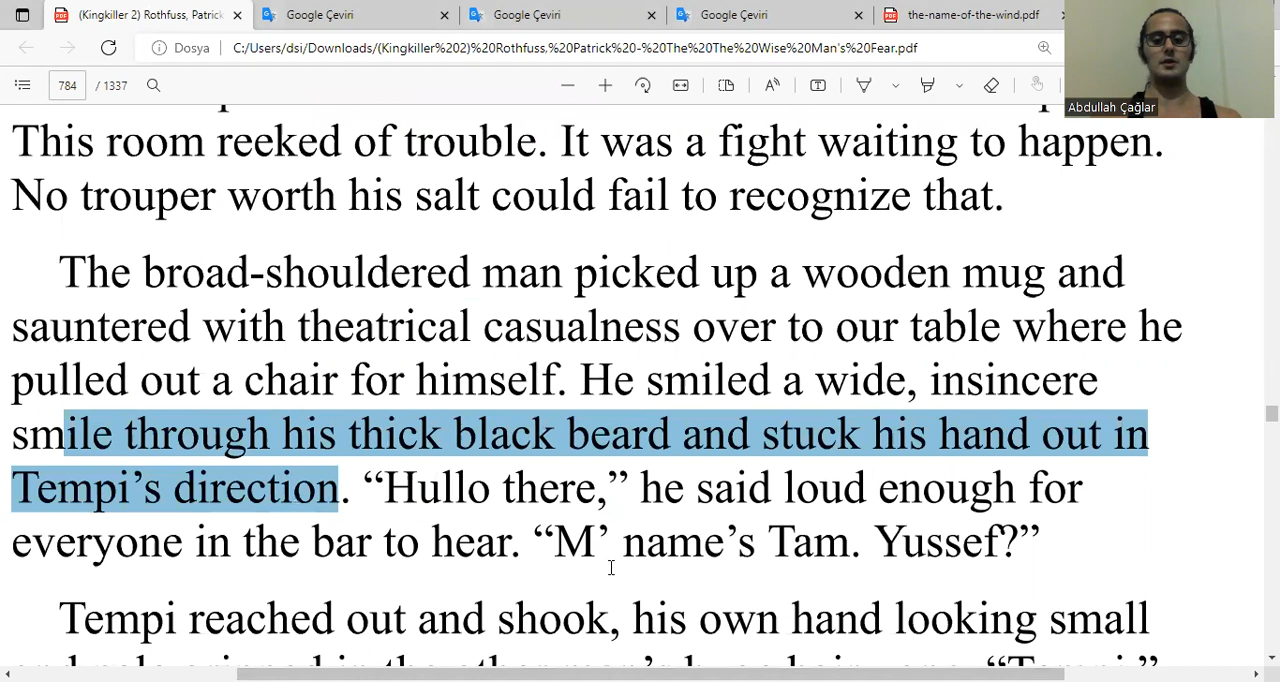 (Kingkiller 2) Rothfuss, Patrick
Google Çeviri
Google Çeviri
Google Çeviri
the-name-of-the-wind.pdf
Dosya
C:/Users/dsi/Downloads/(Kingkiller%202)%20Rothfuss,%20Patrick%20-%20The%20The%20Wise%20Man's%20Fear.pdf
784 / 1337
Abdullah Çağlar
This room reeked of trouble. It was a fight waiting to happen.
No trouper worth his salt could fail to recognize that.
The broad-shouldered man picked up a wooden mug and
sauntered with theatrical casualness over to our table where he
pulled out a chair for himself. He smiled a wide, insincere
smile through his thick black beard and stuck his hand out in
Tempi’s direction. “Hullo there,” he said loud enough for
everyone in the bar to hear. “M’ name’s Tam. Yussef?”
Tempi reached out and shook, his own hand looking small